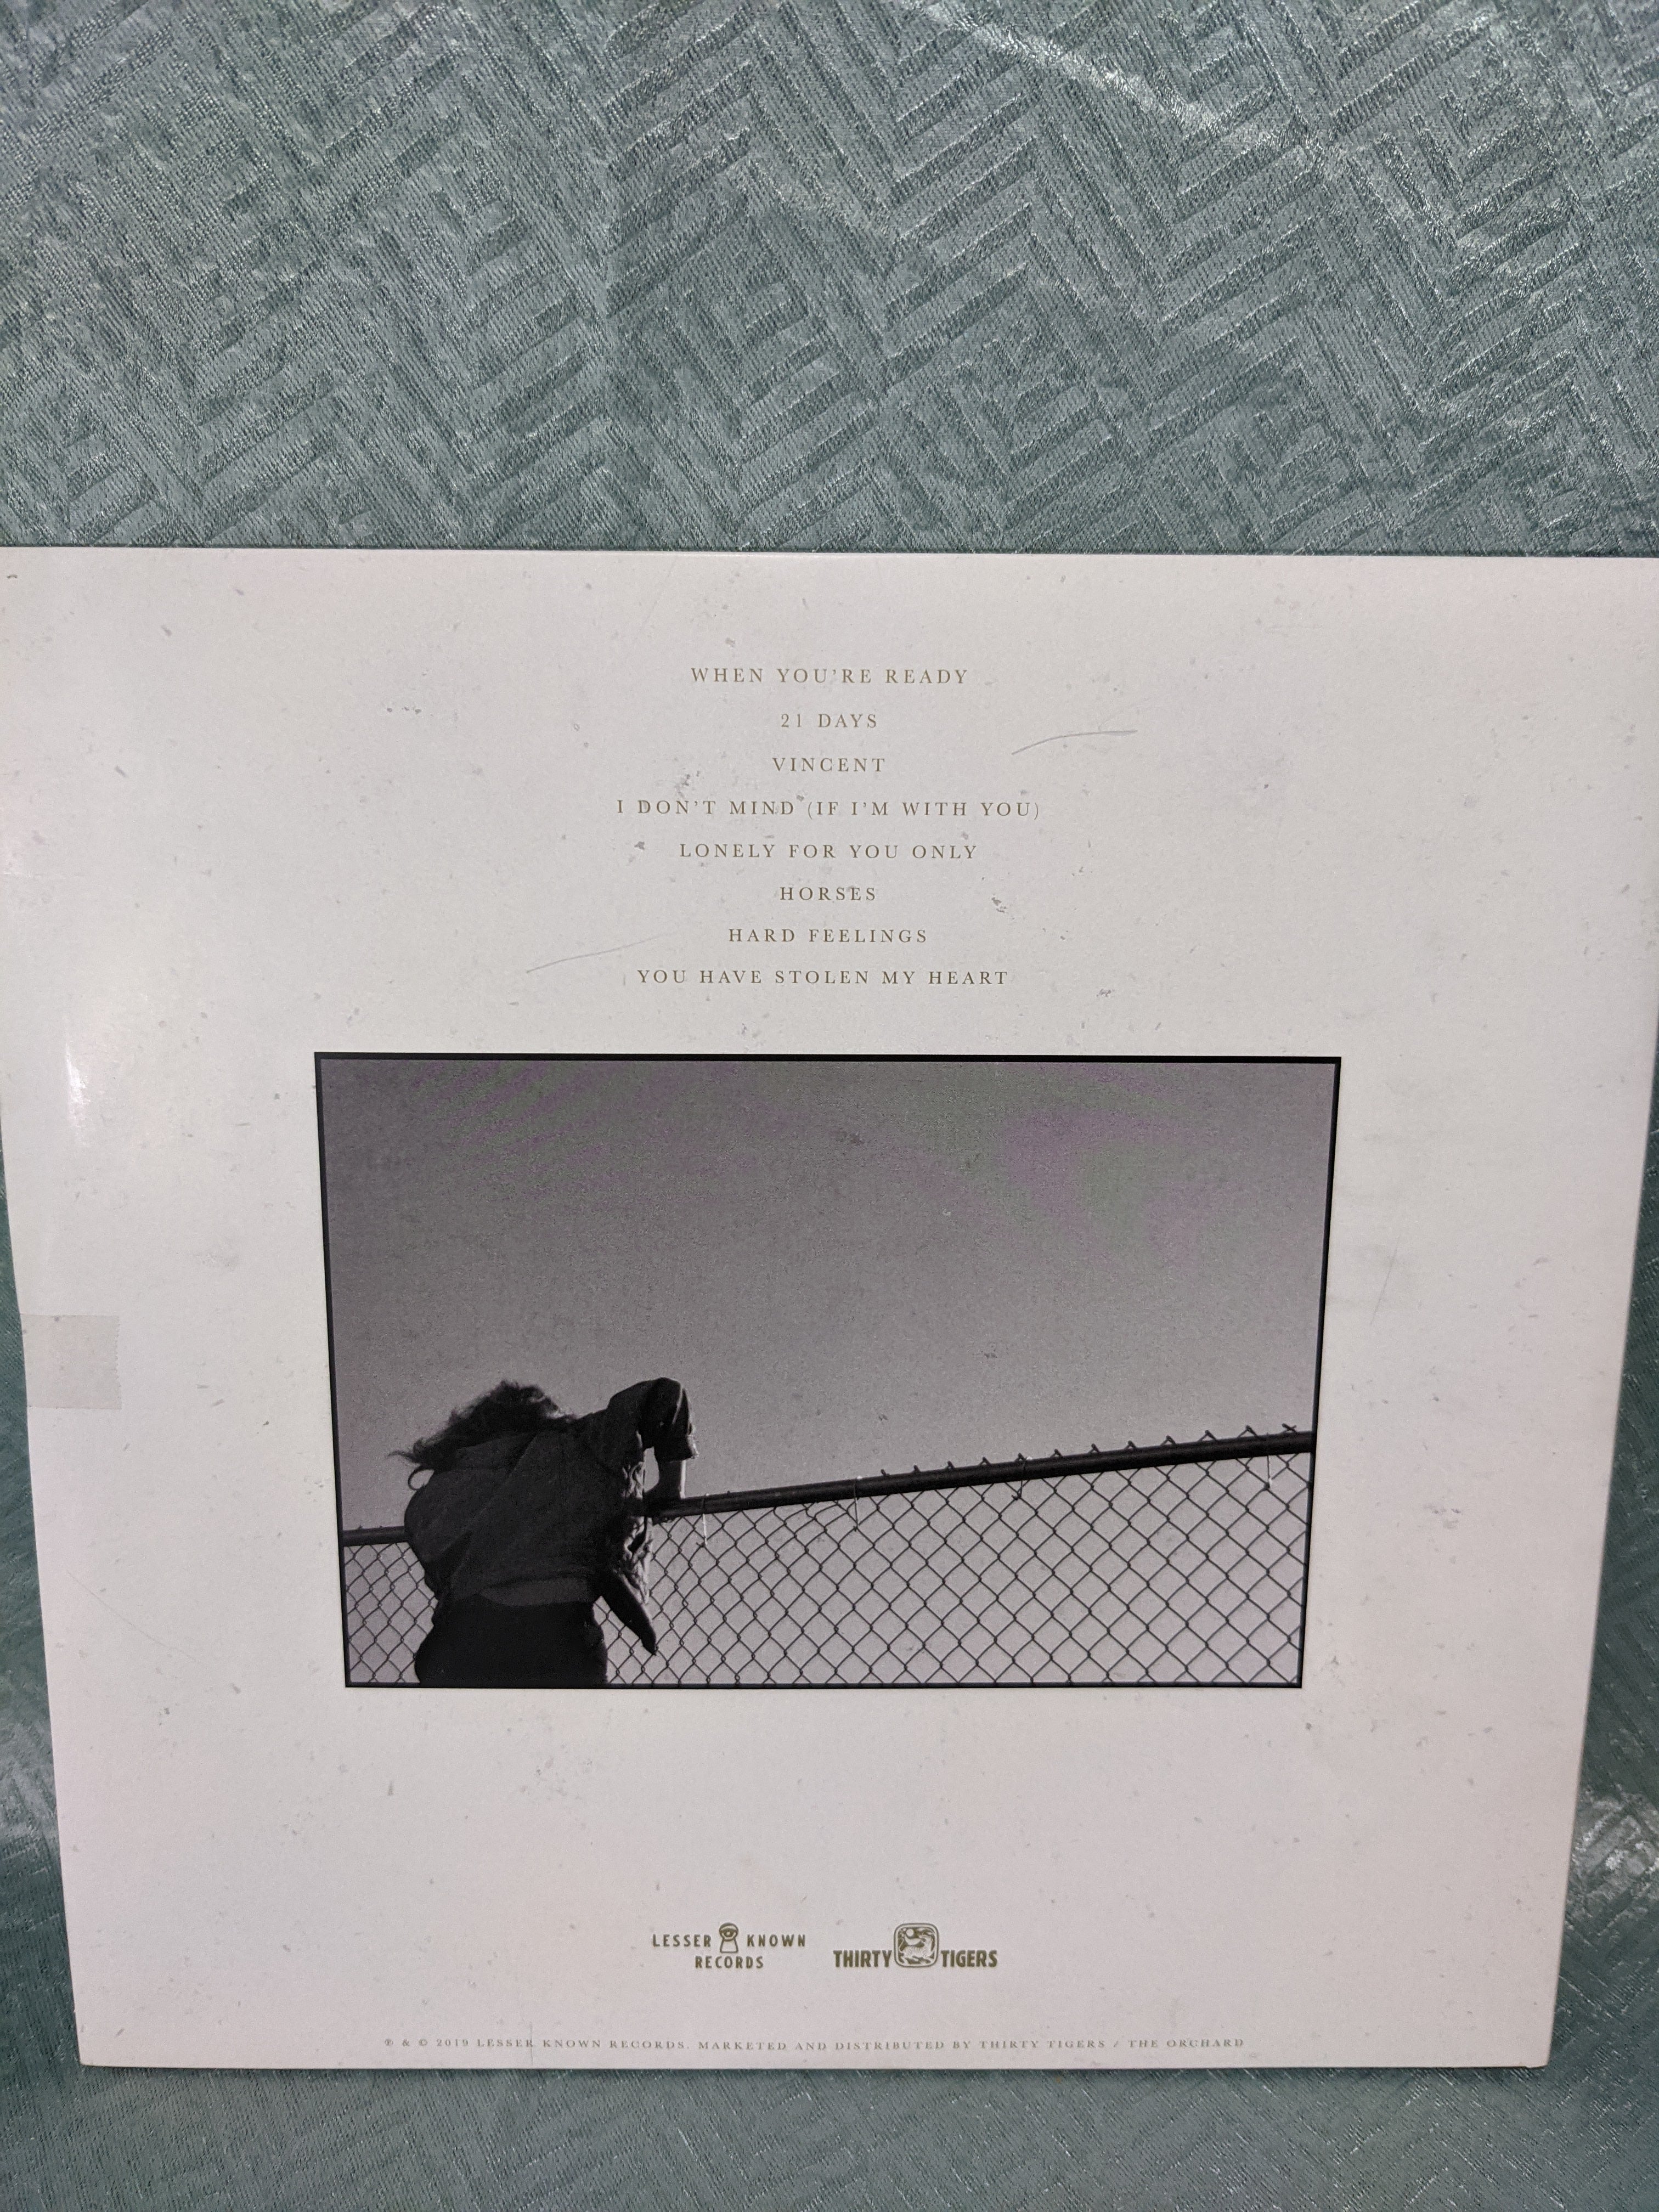 WHEN YOU'RE READY
21 DAYS
VINCENT
I DON'T MIND (IF I'M WITH YOU)
LONELY FOR YOU ONLY
HORSES
HARD FEELINGS
YOU HAVE STOLEN MY HEART
LESSER KNOWN
RECORDS
THIRTY TIGERS
℗ & © 2019 LESSER KNOWN RECORDS. MARKETED AND DISTRIBUTED BY THIRTY TIGERS / THE ORCHARD